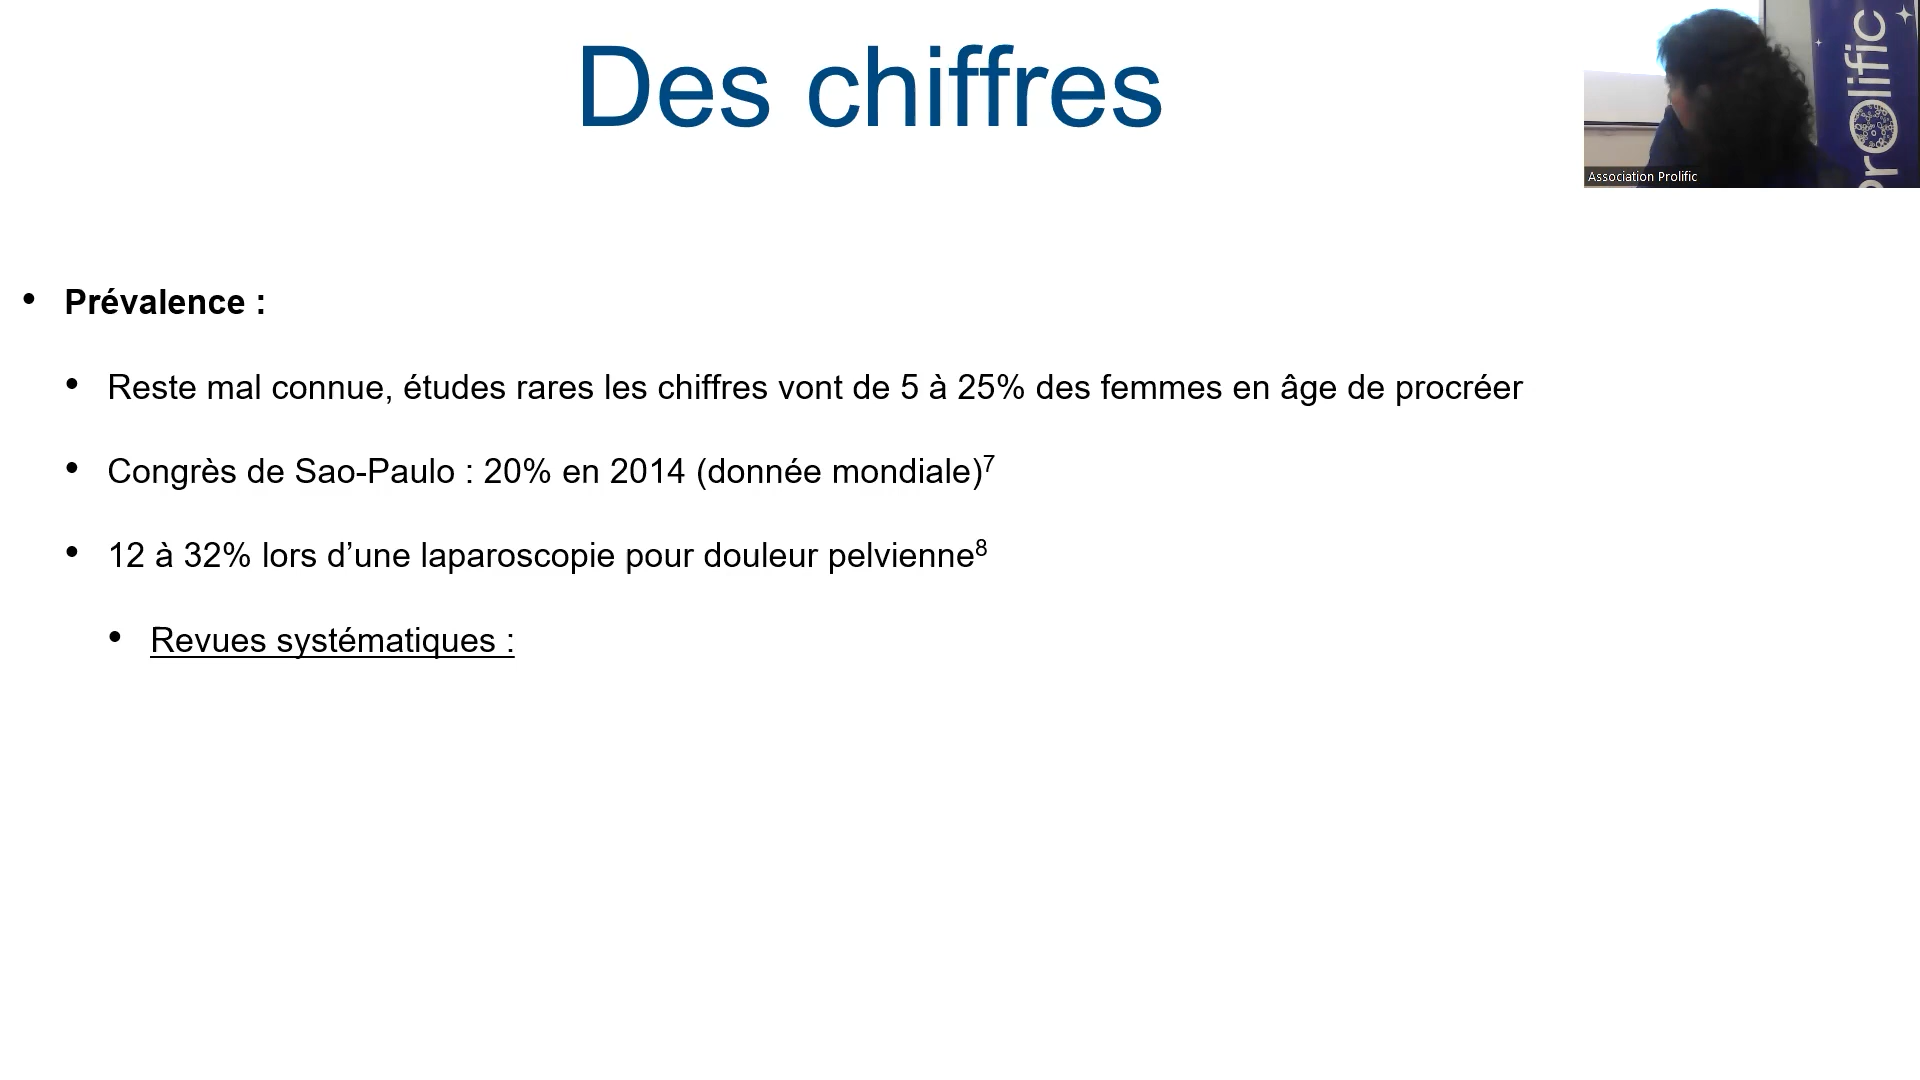 Des chiffres
Prolific
Association Prolific
• Prévalence :
• Reste mal connue, études rares les chiffres vont de 5 à 25% des femmes en âge de procréer
• Congrès de Sao-Paulo : 20% en 2014 (donnée mondiale)⁷
• 12 à 32% lors d’une laparoscopie pour douleur pelvienne⁸
• Revues systématiques :